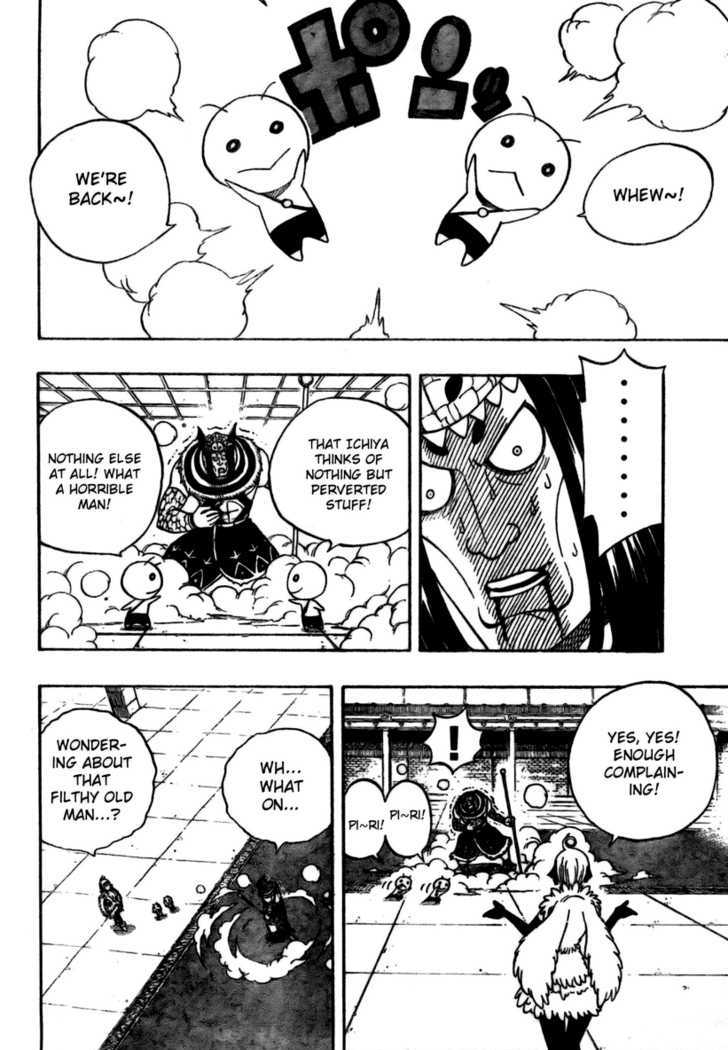 WHEW~!
WE'RE
BACK~!
........
THAT ICHIYA
THINKS OF
NOTHING BUT
PERVERTED
STUFF!
NOTHING ELSE
AT ALL! WHAT
A HORRIBLE
MAN!
YES, YES!
ENOUGH
COMPLAIN-
ING!
!
PI~RI!
PI~RI!
WH...
WHAT
ON...
WONDER-
ING ABOUT
THAT
FILTHY OLD
MAN...?